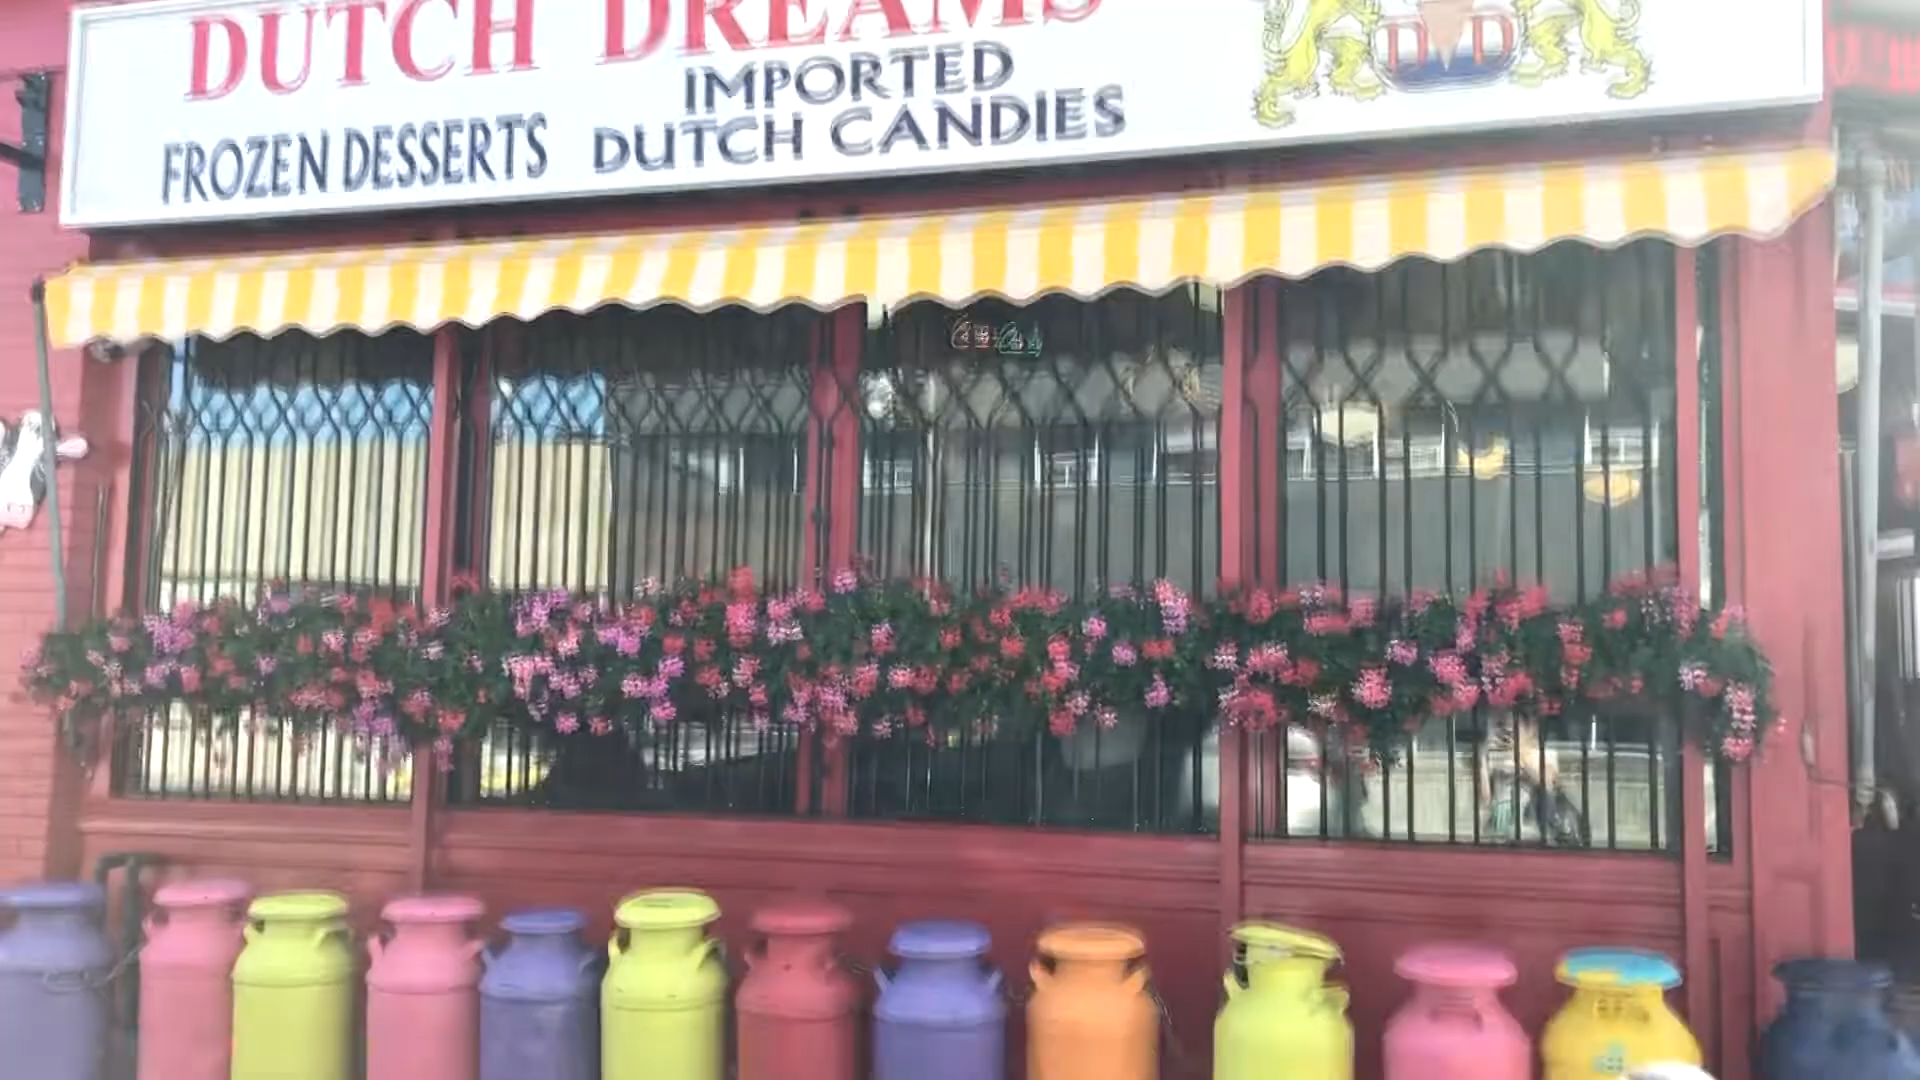 DUTCH DREAMS
IMPORTED
FROZEN DESSERTS DUTCH CANDIES
D D